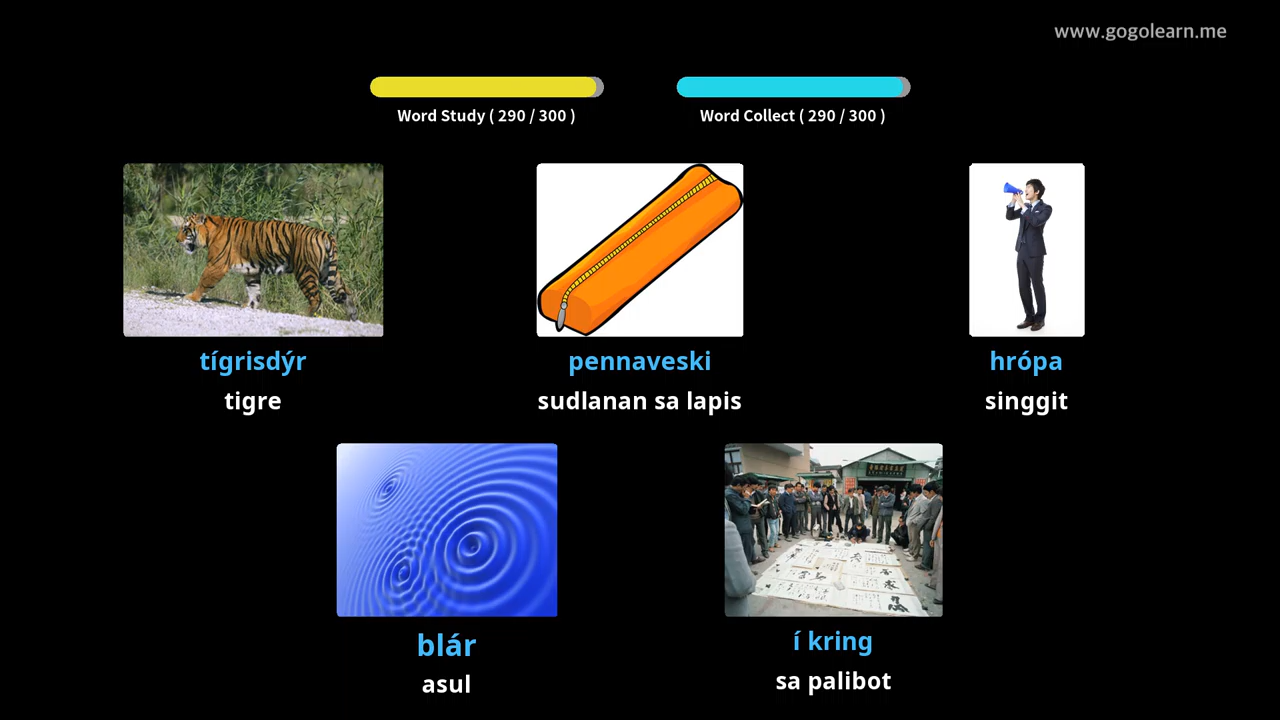 www.gogolearn.me
Word Study ( 290 / 300 )
Word Collect ( 290 / 300 )
tígrisdýr
pennaveski
hrópa
tigre
sudlanan sa lapis
singgit
blár
í kring
asul
sa palibot